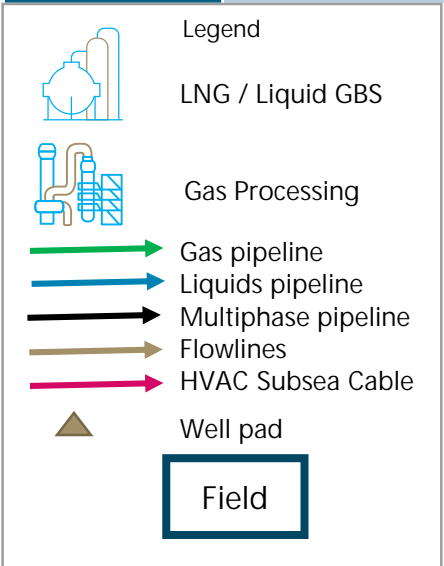 Legend
LNG / Liquid GBS
Gas Processing
Gas pipeline
Liquids pipeline
Multiphase pipeline
Flowlines
HVAC Subsea Cable
Well pad
Field